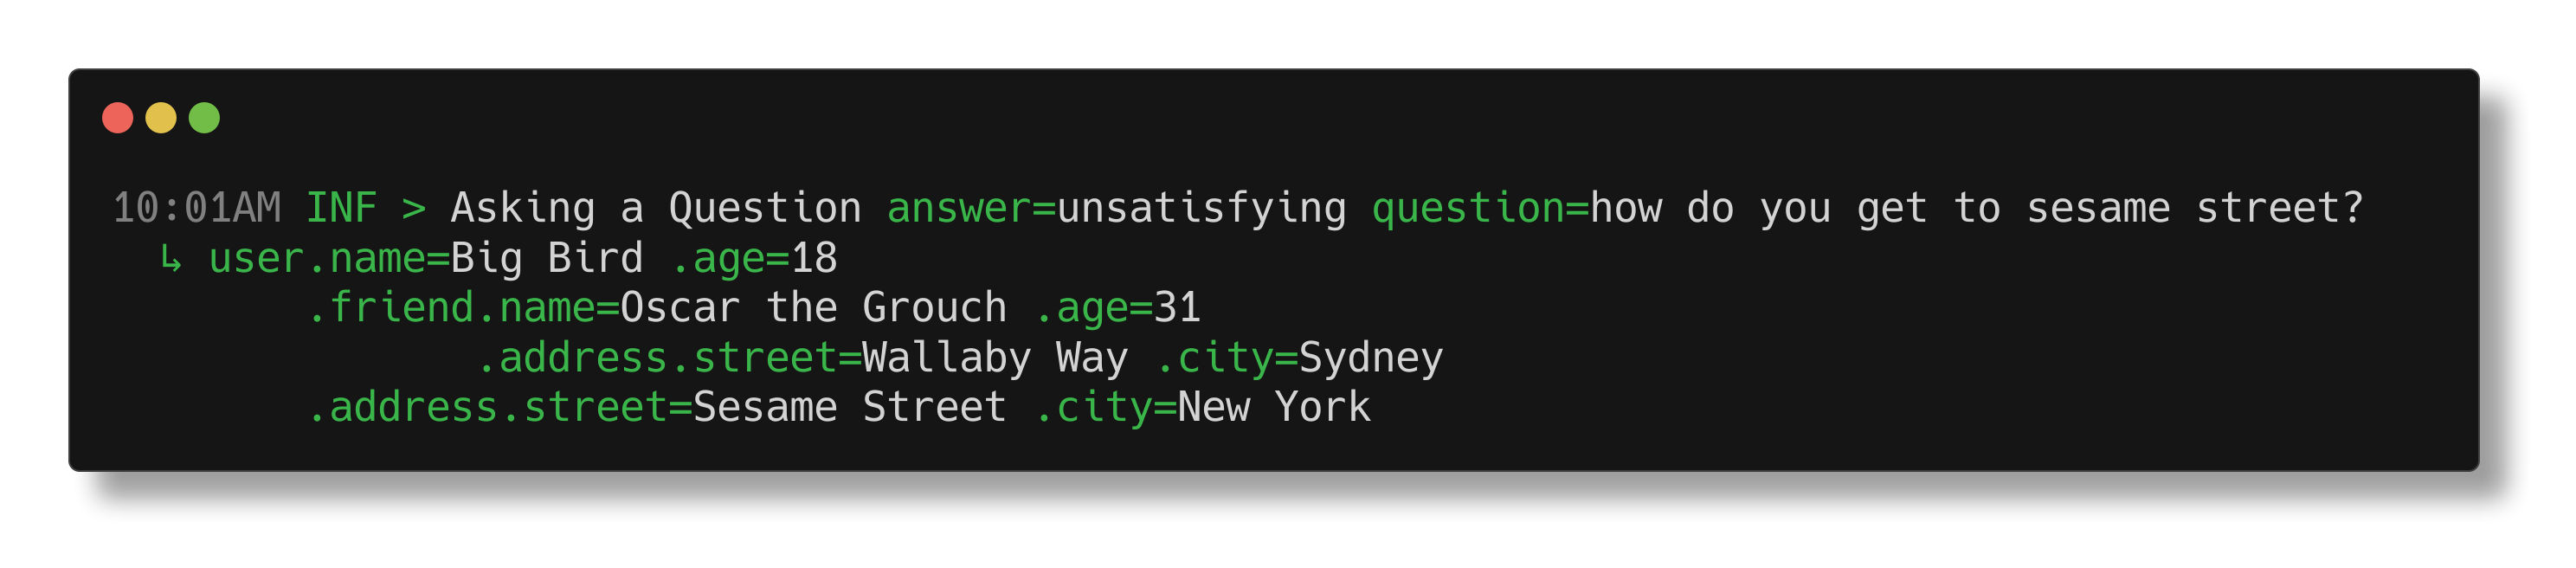 10:01AM INF > Asking a Question answer=unsatisfying question=how do you get to sesame street?
↳ user.name=Big Bird .age=18
.friend.name=Oscar the Grouch .age=31
.address.street=Wallaby Way .city=Sydney
.address.street=Sesame Street .city=New York